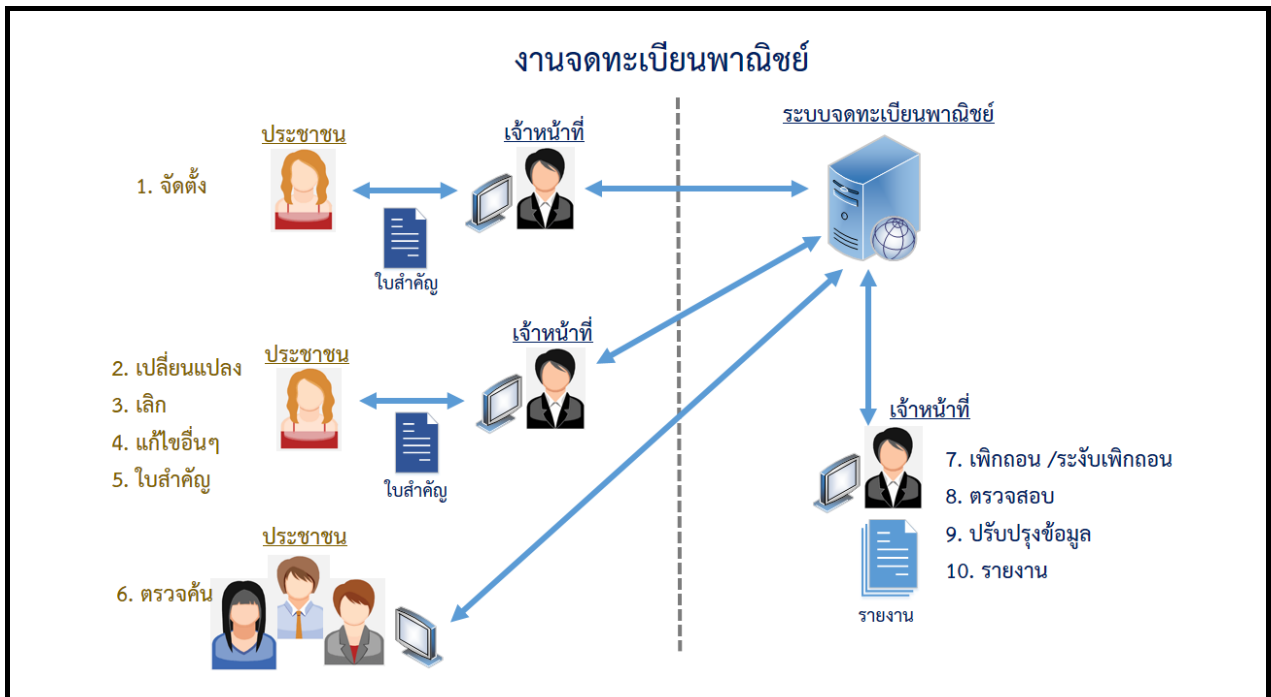 งานจดทะเบียนพาณิชย์
ประชาชน
เจ้าหน้าที่
ระบบจดทะเบียนพาณิชย์
1. จัดตั้ง
ใบสำคัญ
ประชาชน
เจ้าหน้าที่
2. เปลี่ยนแปลง
3. เลิก
4. แก้ไขอื่นๆ
5. ใบสำคัญ
ใบสำคัญ
เจ้าหน้าที่
7. เพิกถอน /ระงับเพิกถอน
8. ตรวจสอบ
9. ปรับปรุงข้อมูล
10. รายงาน
รายงาน
ประชาชน
6. ตรวจค้น